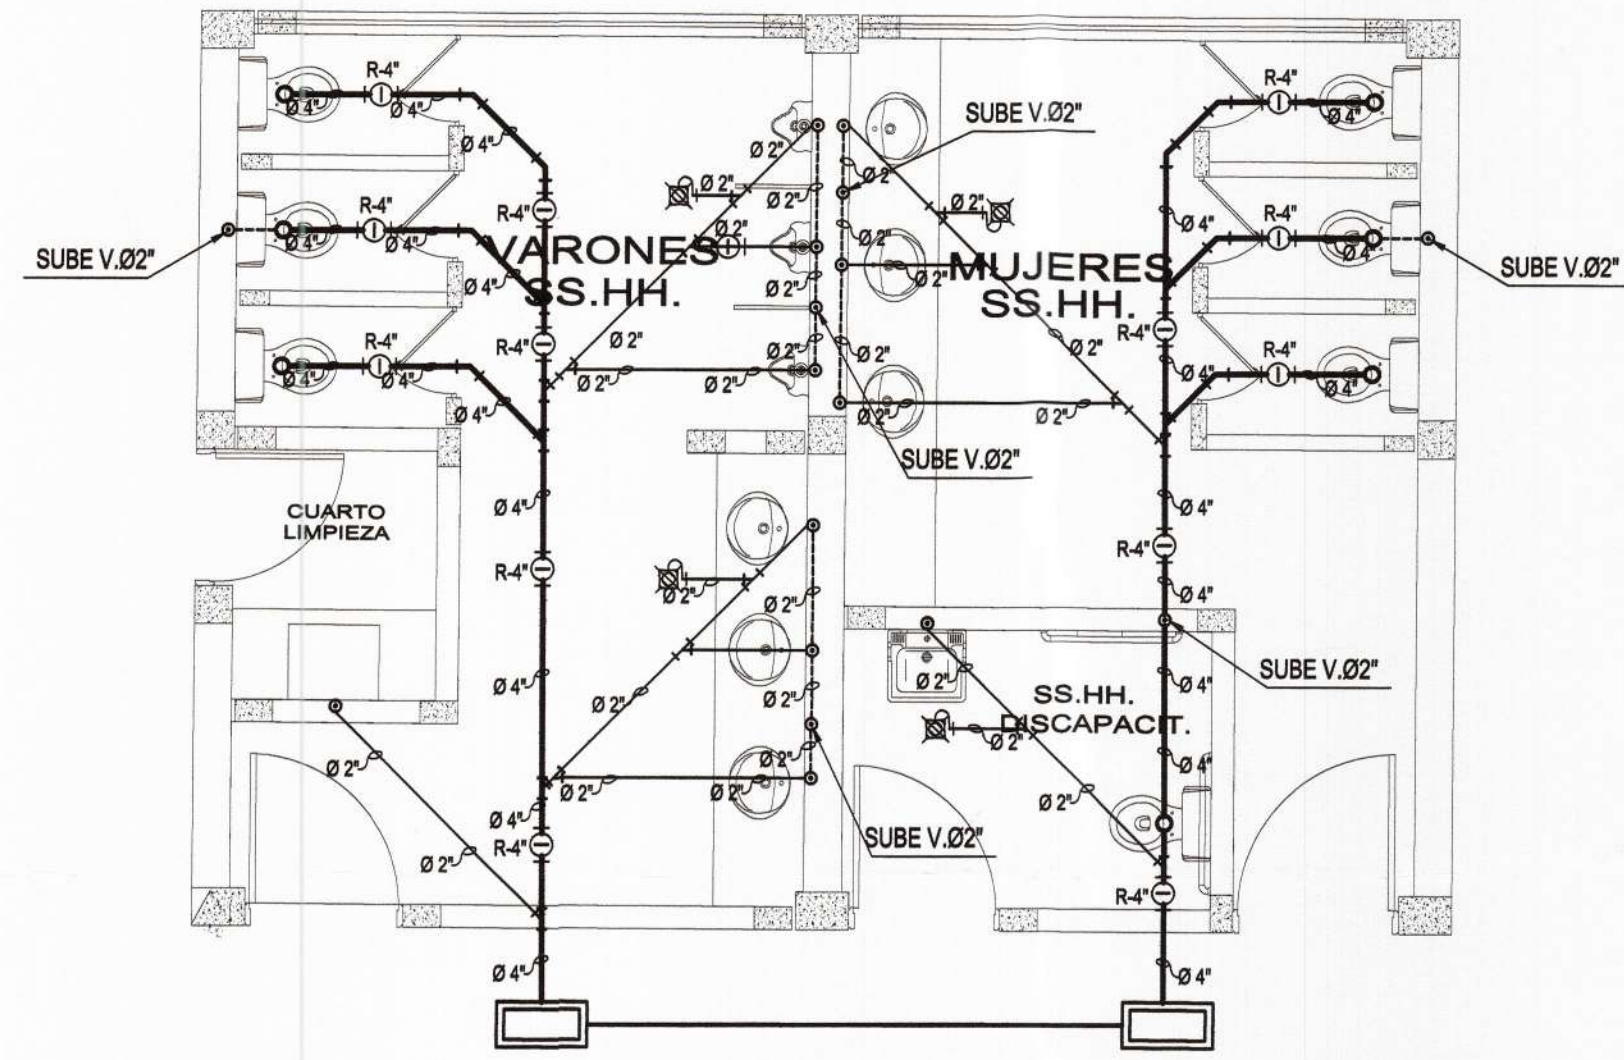 R-4"
R-4"
Ø 4"
Ø 4"
Ø 4"
Ø 4"
SUBE V.Ø2"
Ø 2"
Ø 2"
Ø 4"
Ø 2"
Ø 2"
Ø 2"
R-4"
R-4"
R-4"
Ø 4"
Ø 4"
Ø 4"
Ø 2"
Ø 4"
SUBE V.Ø2"
VARONES
SS.HH.
MUJERES
SS.HH.
SUBE V.Ø2"
Ø 4"
Ø 2"
Ø 2"
R-4"
R-4"
Ø 2"
Ø 2"
Ø 2"
Ø 2"
R-4"
R-4"
Ø 4"
Ø 4"
Ø 2"
Ø 2"
Ø 4"
Ø 4"
Ø 4"
Ø 2"
Ø 2"
SUBE V.Ø2"
CUARTO
LIMPIEZA
Ø 4"
Ø 4"
R-4"
R-4"
Ø 2"
Ø 2"
Ø 4"
SUBE V.Ø2"
Ø 4"
Ø 2"
Ø 2"
Ø 2"
Ø 4"
SS.HH.
DISCAPACIT.
Ø 2"
Ø 2"
Ø 2"
Ø 4"
Ø 2"
Ø 2"
Ø 2"
Ø 4"
SUBE V.Ø2"
R-4"
Ø 2"
R-4"
Ø 4"
Ø 4"